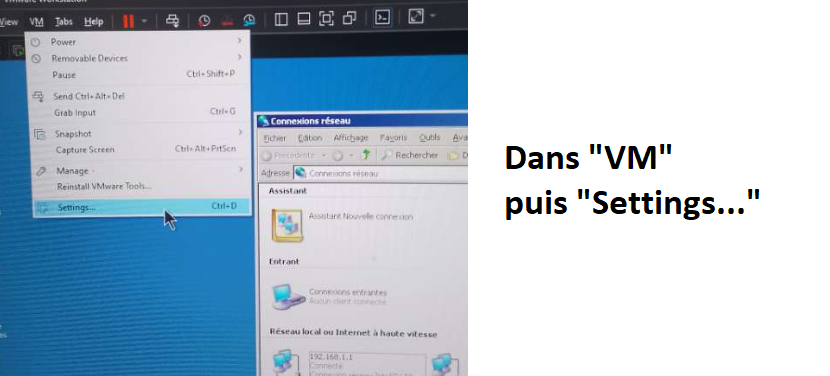 VMware Workstation
View VM Tabs Help
Power
Removable Devices
Pause Ctrl+Shift+P
Send Ctrl+Alt+Del
Grab Input Ctrl+G
Snapshot
Capture Screen Ctrl+Alt+PrtScn
Manage
Reinstall VMware Tools...
Settings... Ctrl+D
Connexions réseau
Fichier Edition Affichage Favoris Outils Ava
Précédente Rechercher D
Adresse Connexions réseau
Assistant
Assistant Nouvelle connexion
Entrant
Connexions entrantes
Aucun client connecté
Réseau local ou Internet à haute vitesse
192.168.1.1
Connecté
Dans "VM"
puis "Settings..."